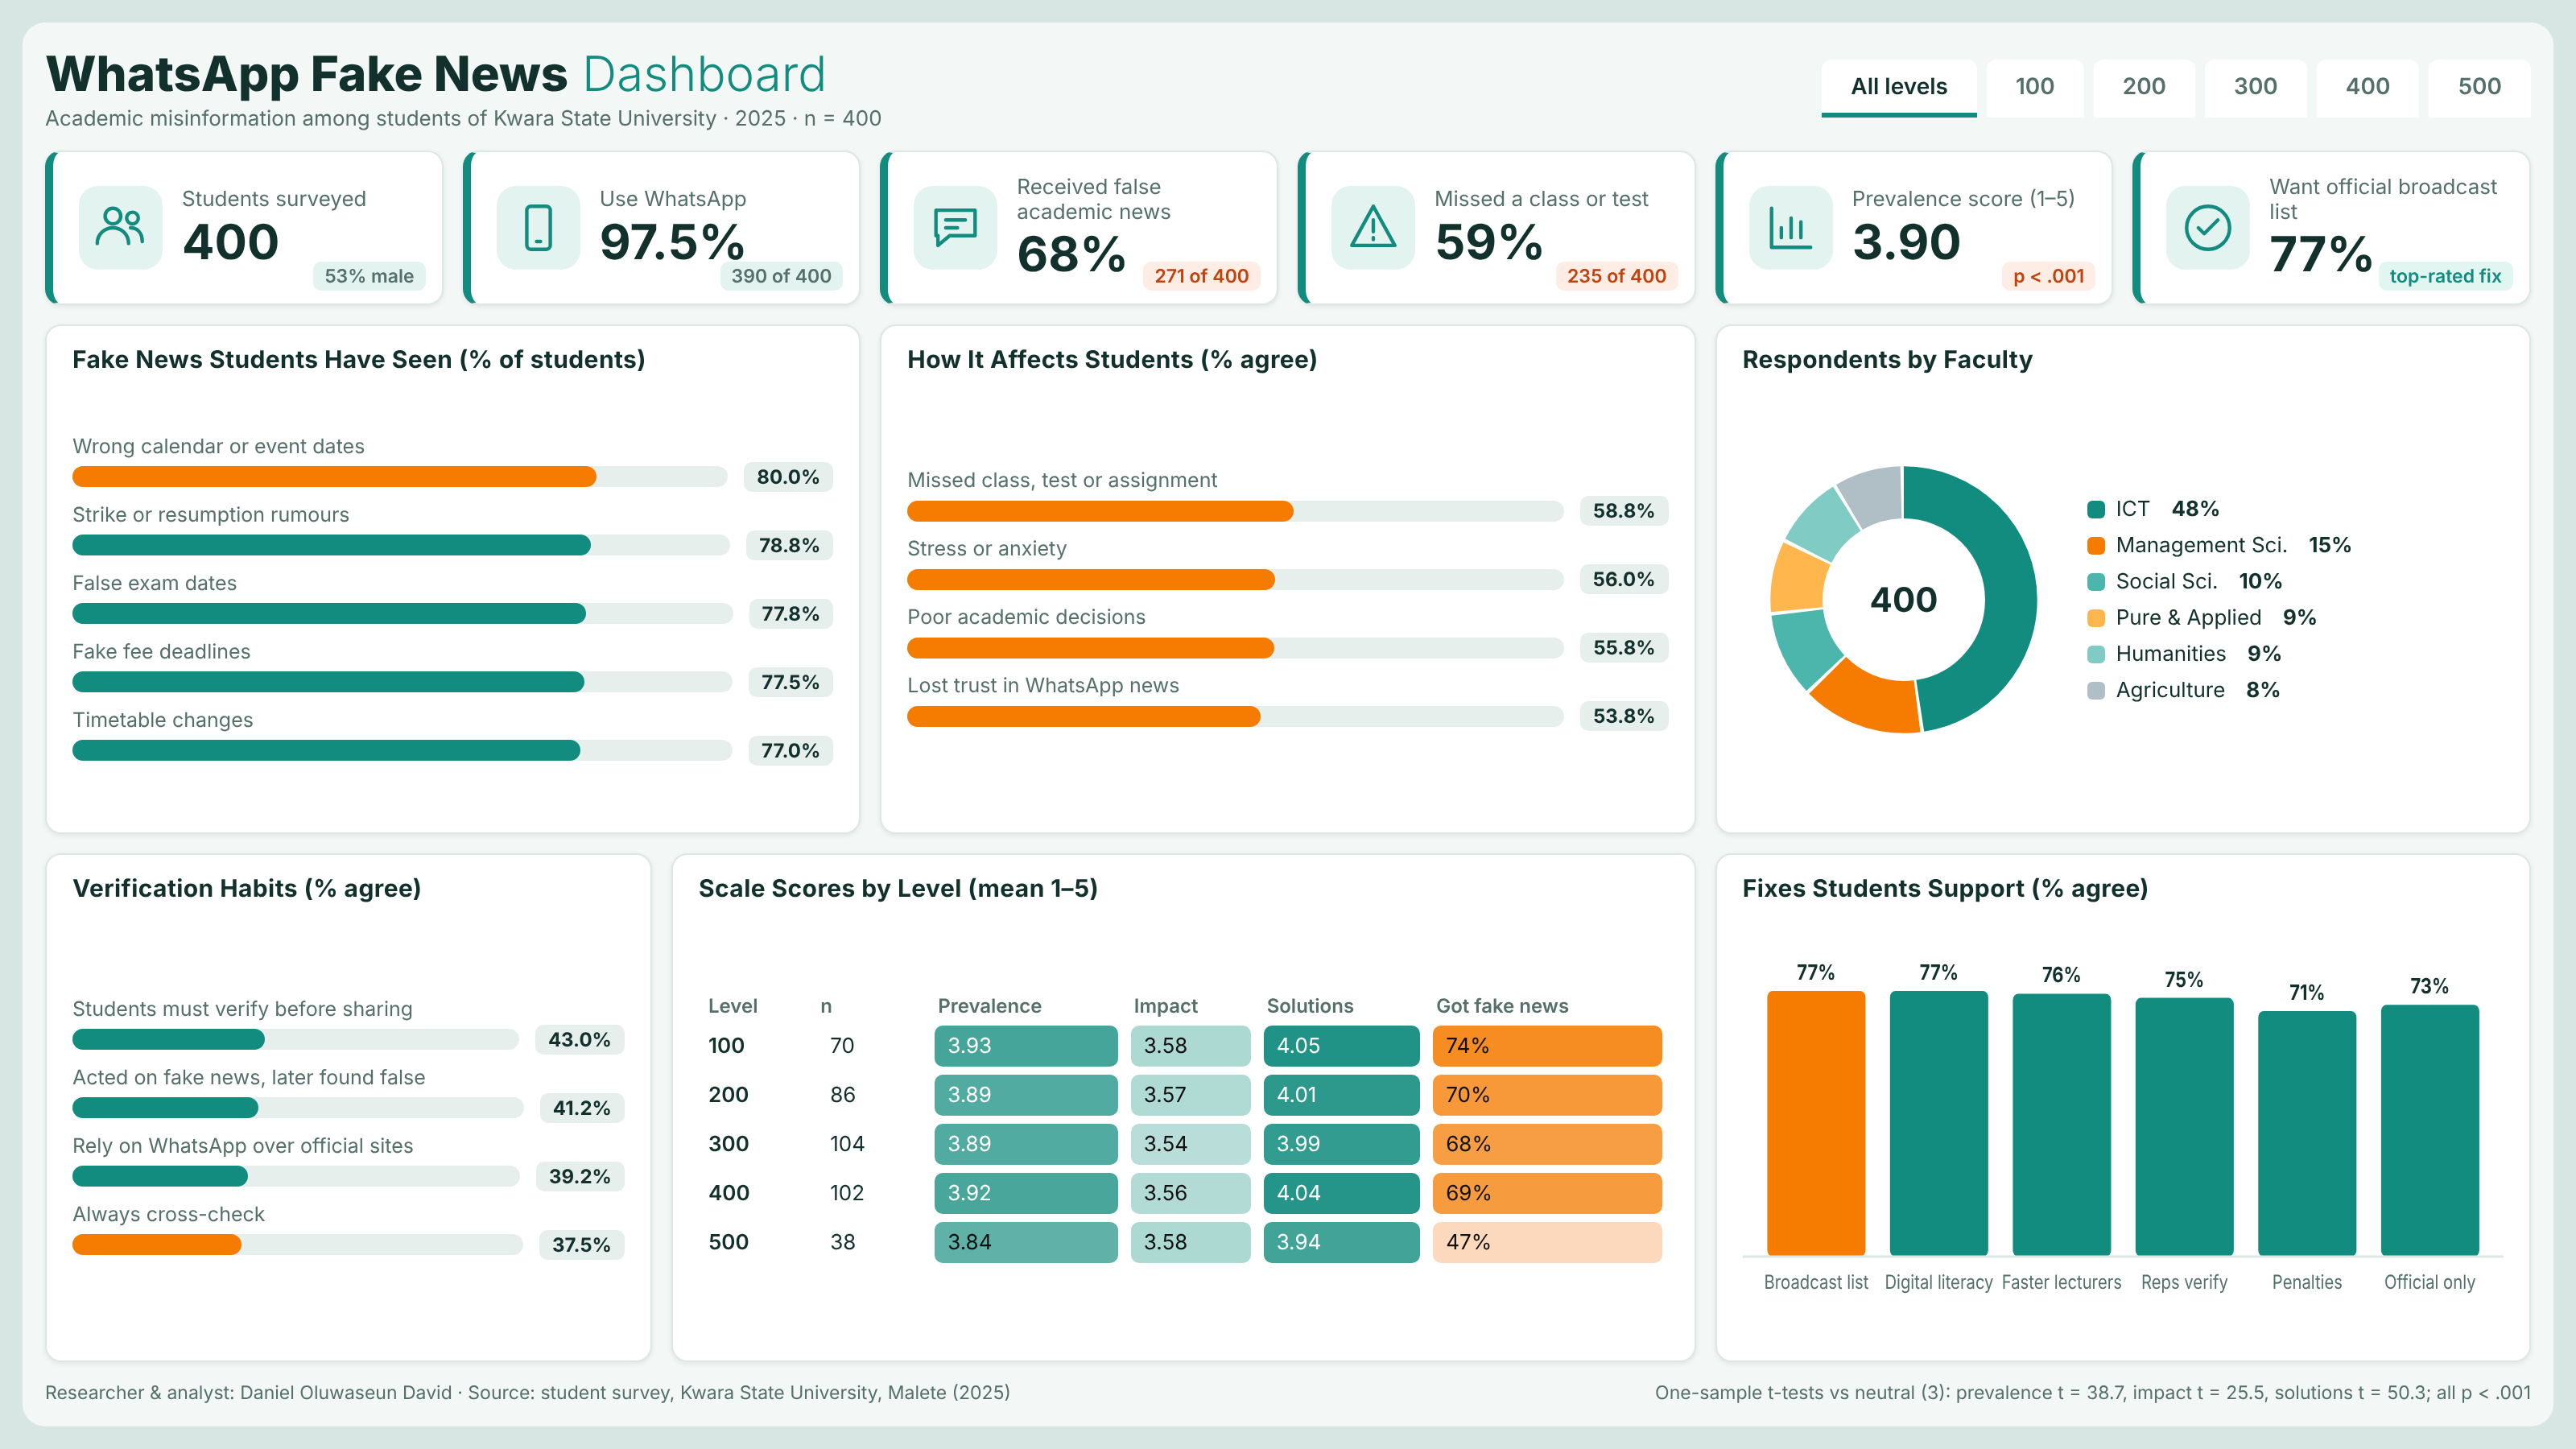 WhatsApp Fake News Dashboard
Academic misinformation among students of Kwara State University · 2025 · n = 400
All levels
100
200
300
400
500
Students surveyed
400
53% male
Use WhatsApp
97.5%
390 of 400
Received false
academic news
68%
271 of 400
Missed a class or test
59%
235 of 400
Prevalence score (1–5)
3.90
p < .001
Want official broadcast
list
77%
top-rated fix
Fake News Students Have Seen (% of students)
Wrong calendar or event dates
80.0%
Strike or resumption rumours
78.8%
False exam dates
77.8%
Fake fee deadlines
77.5%
Timetable changes
77.0%
How It Affects Students (% agree)
Missed class, test or assignment
58.8%
Stress or anxiety
56.0%
Poor academic decisions
55.8%
Lost trust in WhatsApp news
53.8%
Respondents by Faculty
400
ICT 48%
Management Sci. 15%
Social Sci. 10%
Pure & Applied 9%
Humanities 9%
Agriculture 8%
Verification Habits (% agree)
Students must verify before sharing
43.0%
Acted on fake news, later found false
41.2%
Rely on WhatsApp over official sites
39.2%
Always cross-check
37.5%
Scale Scores by Level (mean 1–5)
Level n Prevalence Impact Solutions Got fake news
100 70 3.93 3.58 4.05 74%
200 86 3.89 3.57 4.01 70%
300 104 3.89 3.54 3.99 68%
400 102 3.92 3.56 4.04 69%
500 38 3.84 3.58 3.94 47%
Fixes Students Support (% agree)
77% 77% 76% 75% 71% 73%
Broadcast list Digital literacy Faster lecturers Reps verify Penalties Official only
Researcher & analyst: Daniel Oluwaseun David · Source: student survey, Kwara State University, Malete (2025)
One-sample t-tests vs neutral (3): prevalence t = 38.7, impact t = 25.5, solutions t = 50.3; all p < .001